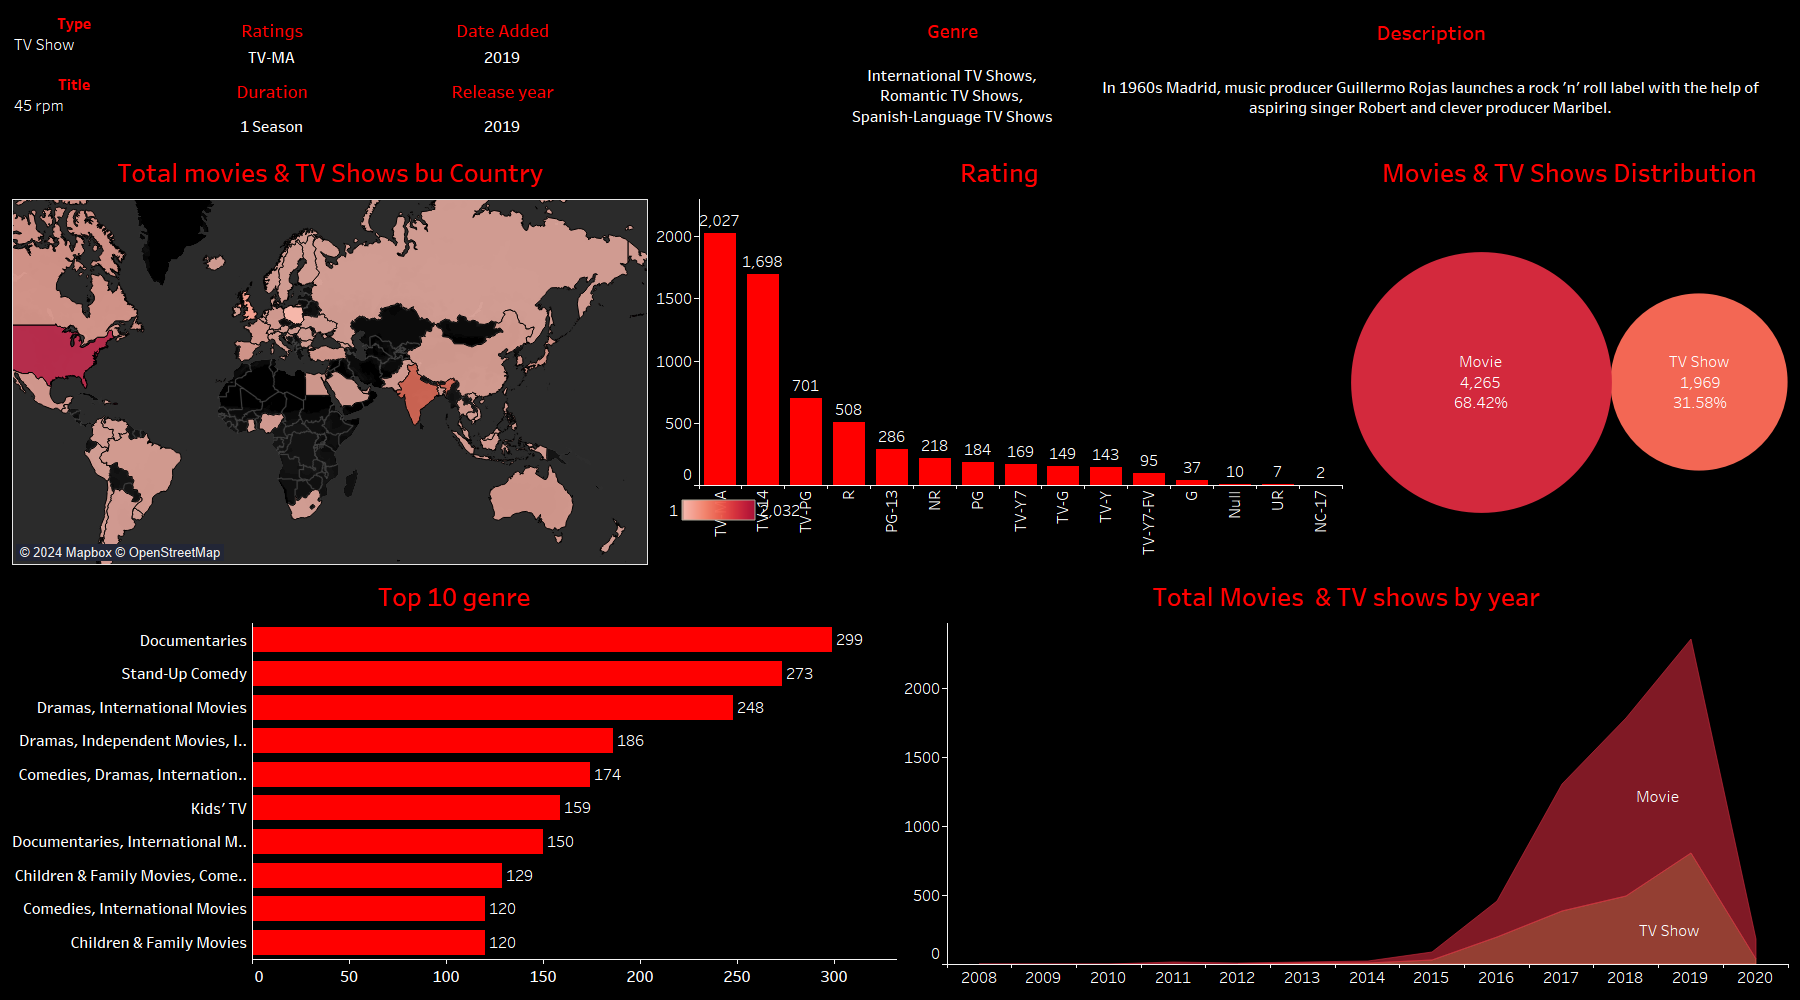 Type
TV Show
Title
45 rpm
Ratings
TV-MA
Duration
1 Season
Date Added
2019
Release year
2019
Genre
International TV Shows,
Romantic TV Shows,
Spanish-Language TV Shows
Description
In 1960s Madrid, music producer Guillermo Rojas launches a rock ’n’ roll label with the help of
aspiring singer Robert and clever producer Maribel.
Total movies & TV Shows bu Country
© 2024 Mapbox © OpenStreetMap
Rating
2000
1500
1000
500
0
2,027
1,698
701
508
286
218
184
169
149
143
95
37
10
7
2
TV-PG
R
PG-13
NR
PG
TV-Y7
TV-G
TV-Y
TV-Y7-FV
G
Null
UR
NC-17
1
2,032
Movies & TV Shows Distribution
Movie
4,265
68.42%
TV Show
1,969
31.58%
Top 10 genre
Documentaries 299
Stand-Up Comedy 273
Dramas, International Movies 248
Dramas, Independent Movies, I.. 186
Comedies, Dramas, Internation.. 174
Kids’ TV 159
Documentaries, International M.. 150
Children & Family Movies, Come.. 129
Comedies, International Movies 120
Children & Family Movies 120
0 50 100 150 200 250 300
Total Movies & TV shows by year
2000
1500
1000
500
0
Movie
TV Show
2008 2009 2010 2011 2012 2013 2014 2015 2016 2017 2018 2019 2020